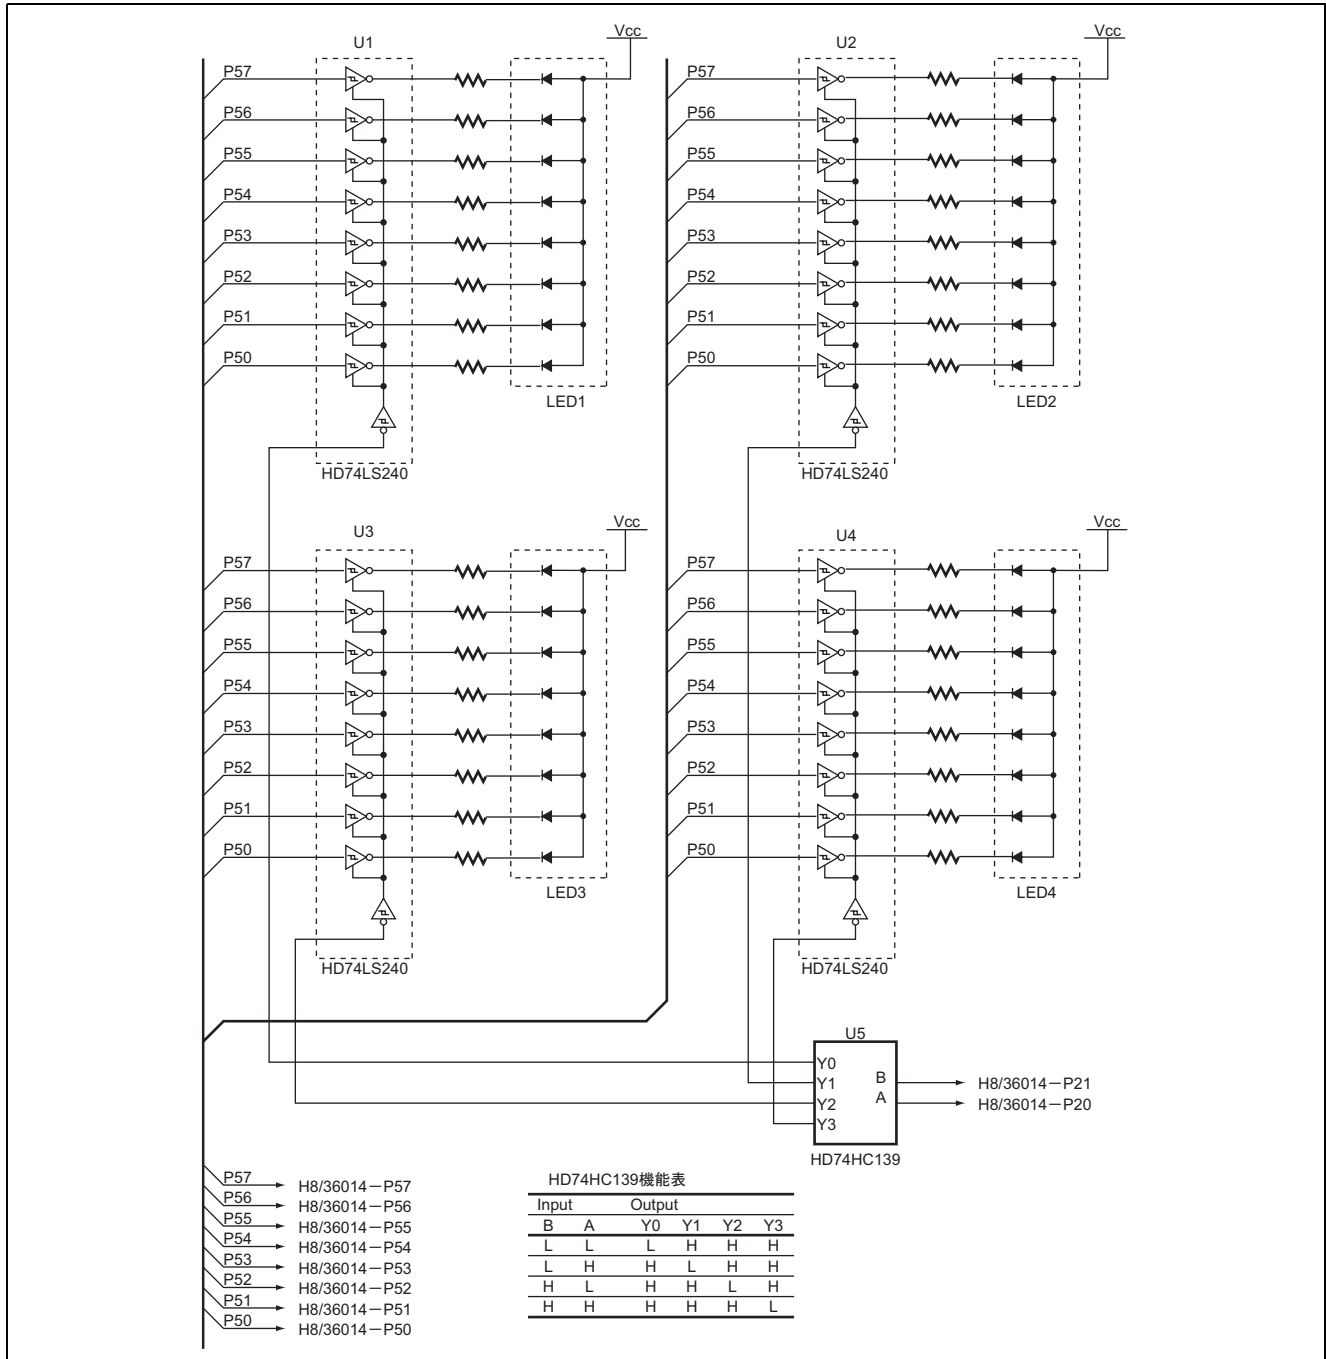 U1
Vcc
U2
Vcc
P57
P56
P55
P54
P53
P52
P51
P50
LED1
HD74LS240
P57
P56
P55
P54
P53
P52
P51
P50
LED2
HD74LS240
U3
Vcc
U4
Vcc
P57
P56
P55
P54
P53
P52
P51
P50
LED3
HD74LS240
P57
P56
P55
P54
P53
P52
P51
P50
LED4
HD74LS240
U5
Y0
Y1 B H8/36014－P21
Y2 A H8/36014－P20
Y3
HD74HC139
P57 H8/36014－P57
P56 H8/36014－P56
P55 H8/36014－P55
P54 H8/36014－P54
P53 H8/36014－P53
P52 H8/36014－P52
P51 H8/36014－P51
P50 H8/36014－P50
HD74HC139機能表
Input Output
B A Y0 Y1 Y2 Y3
L L L H H H
L H H L H H
H L H H L H
H H H H H L